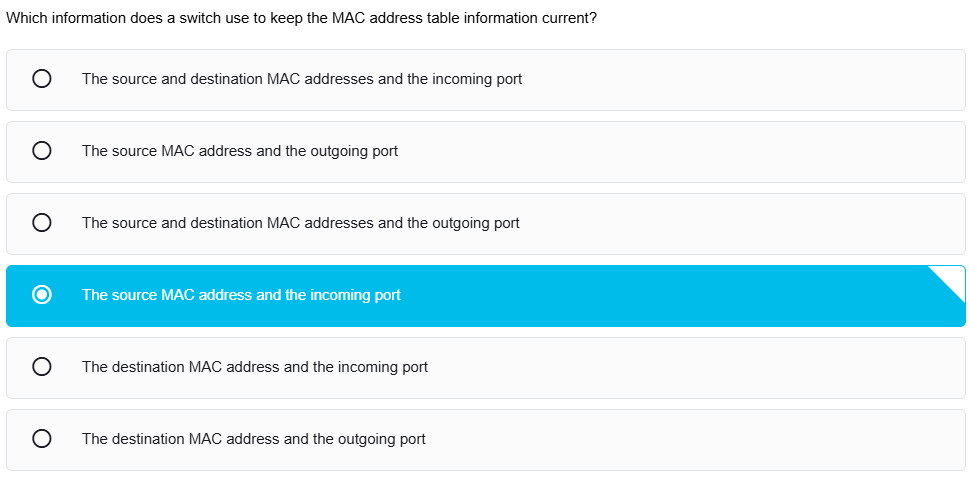 Which information does a switch use to keep the MAC address table information current?
The source and destination MAC addresses and the incoming port
The source MAC address and the outgoing port
The source and destination MAC addresses and the outgoing port
The source MAC address and the incoming port
The destination MAC address and the incoming port
The destination MAC address and the outgoing port